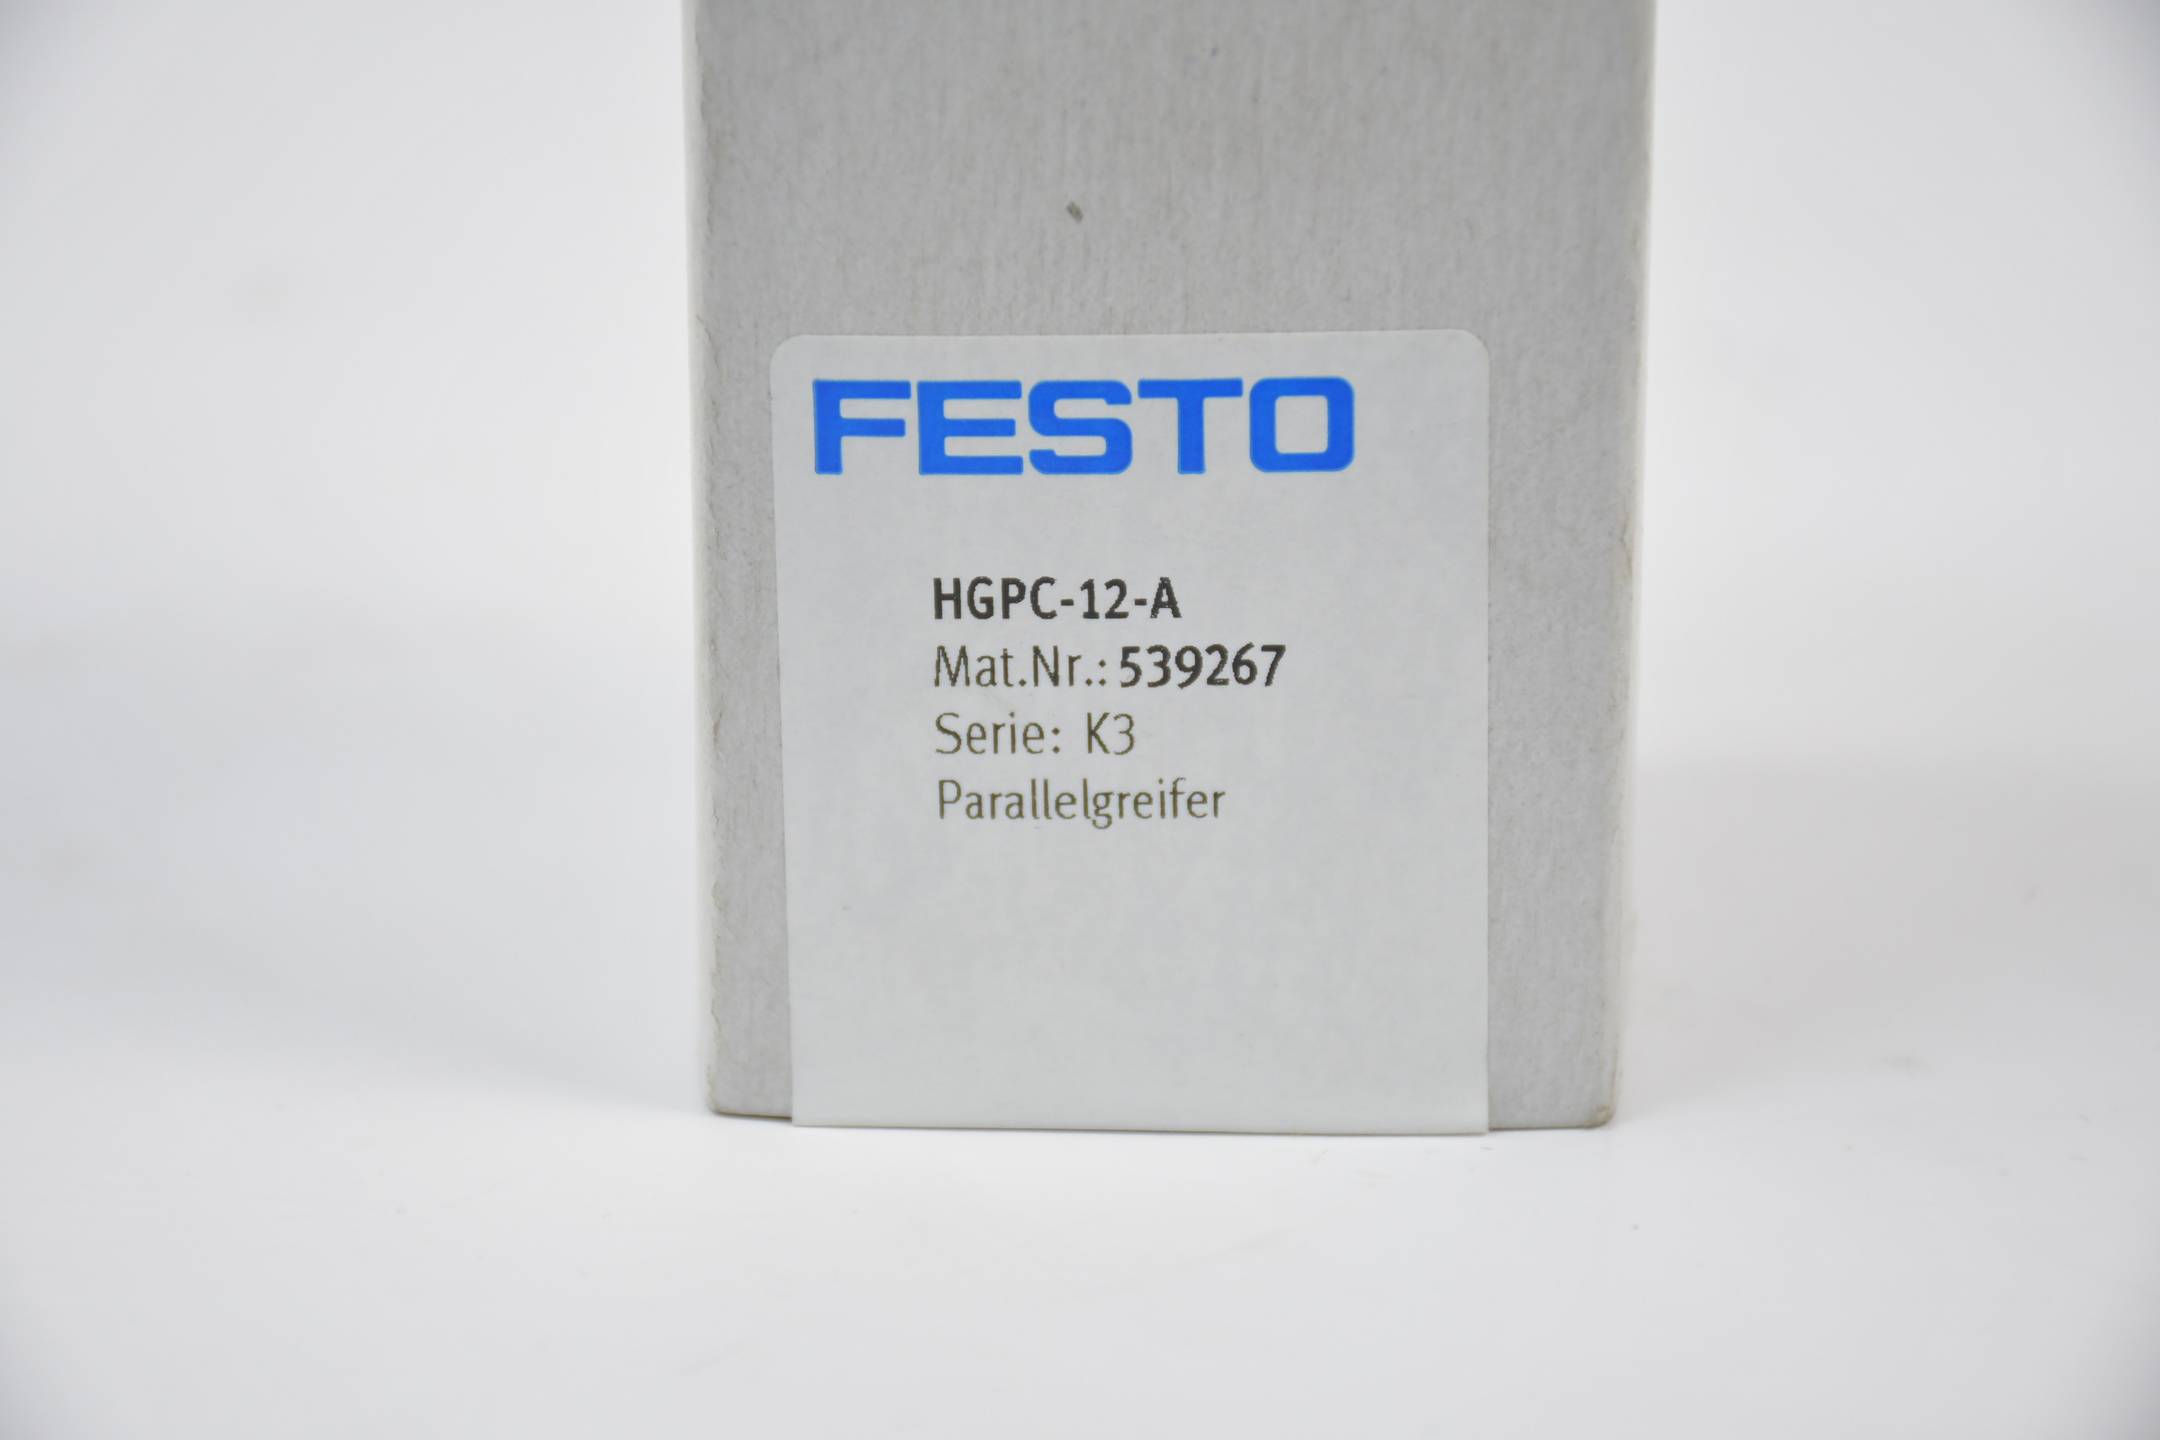 FESTO
HGPC-12-A
Mat.Nr.: 539267
Serie: K3
Parallelgreifer